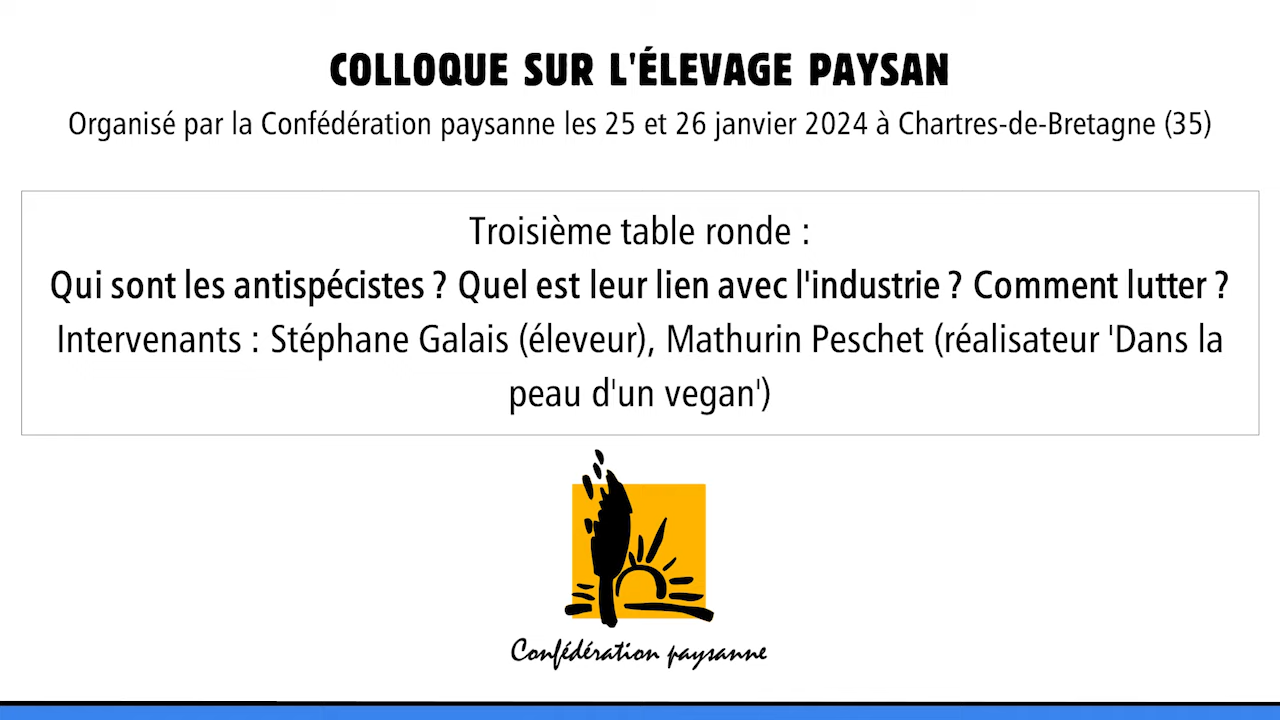 COLLOQUE SUR L'ÉLEVAGE PAYSAN
Organisé par la Confédération paysanne les 25 et 26 janvier 2024 à Chartres-de-Bretagne (35)
Troisième table ronde :
Qui sont les antispécistes ? Quel est leur lien avec l'industrie ? Comment lutter ?
Intervenants : Stéphane Galais (éleveur), Mathurin Peschet (réalisateur 'Dans la
peau d'un vegan')
Confédération paysanne